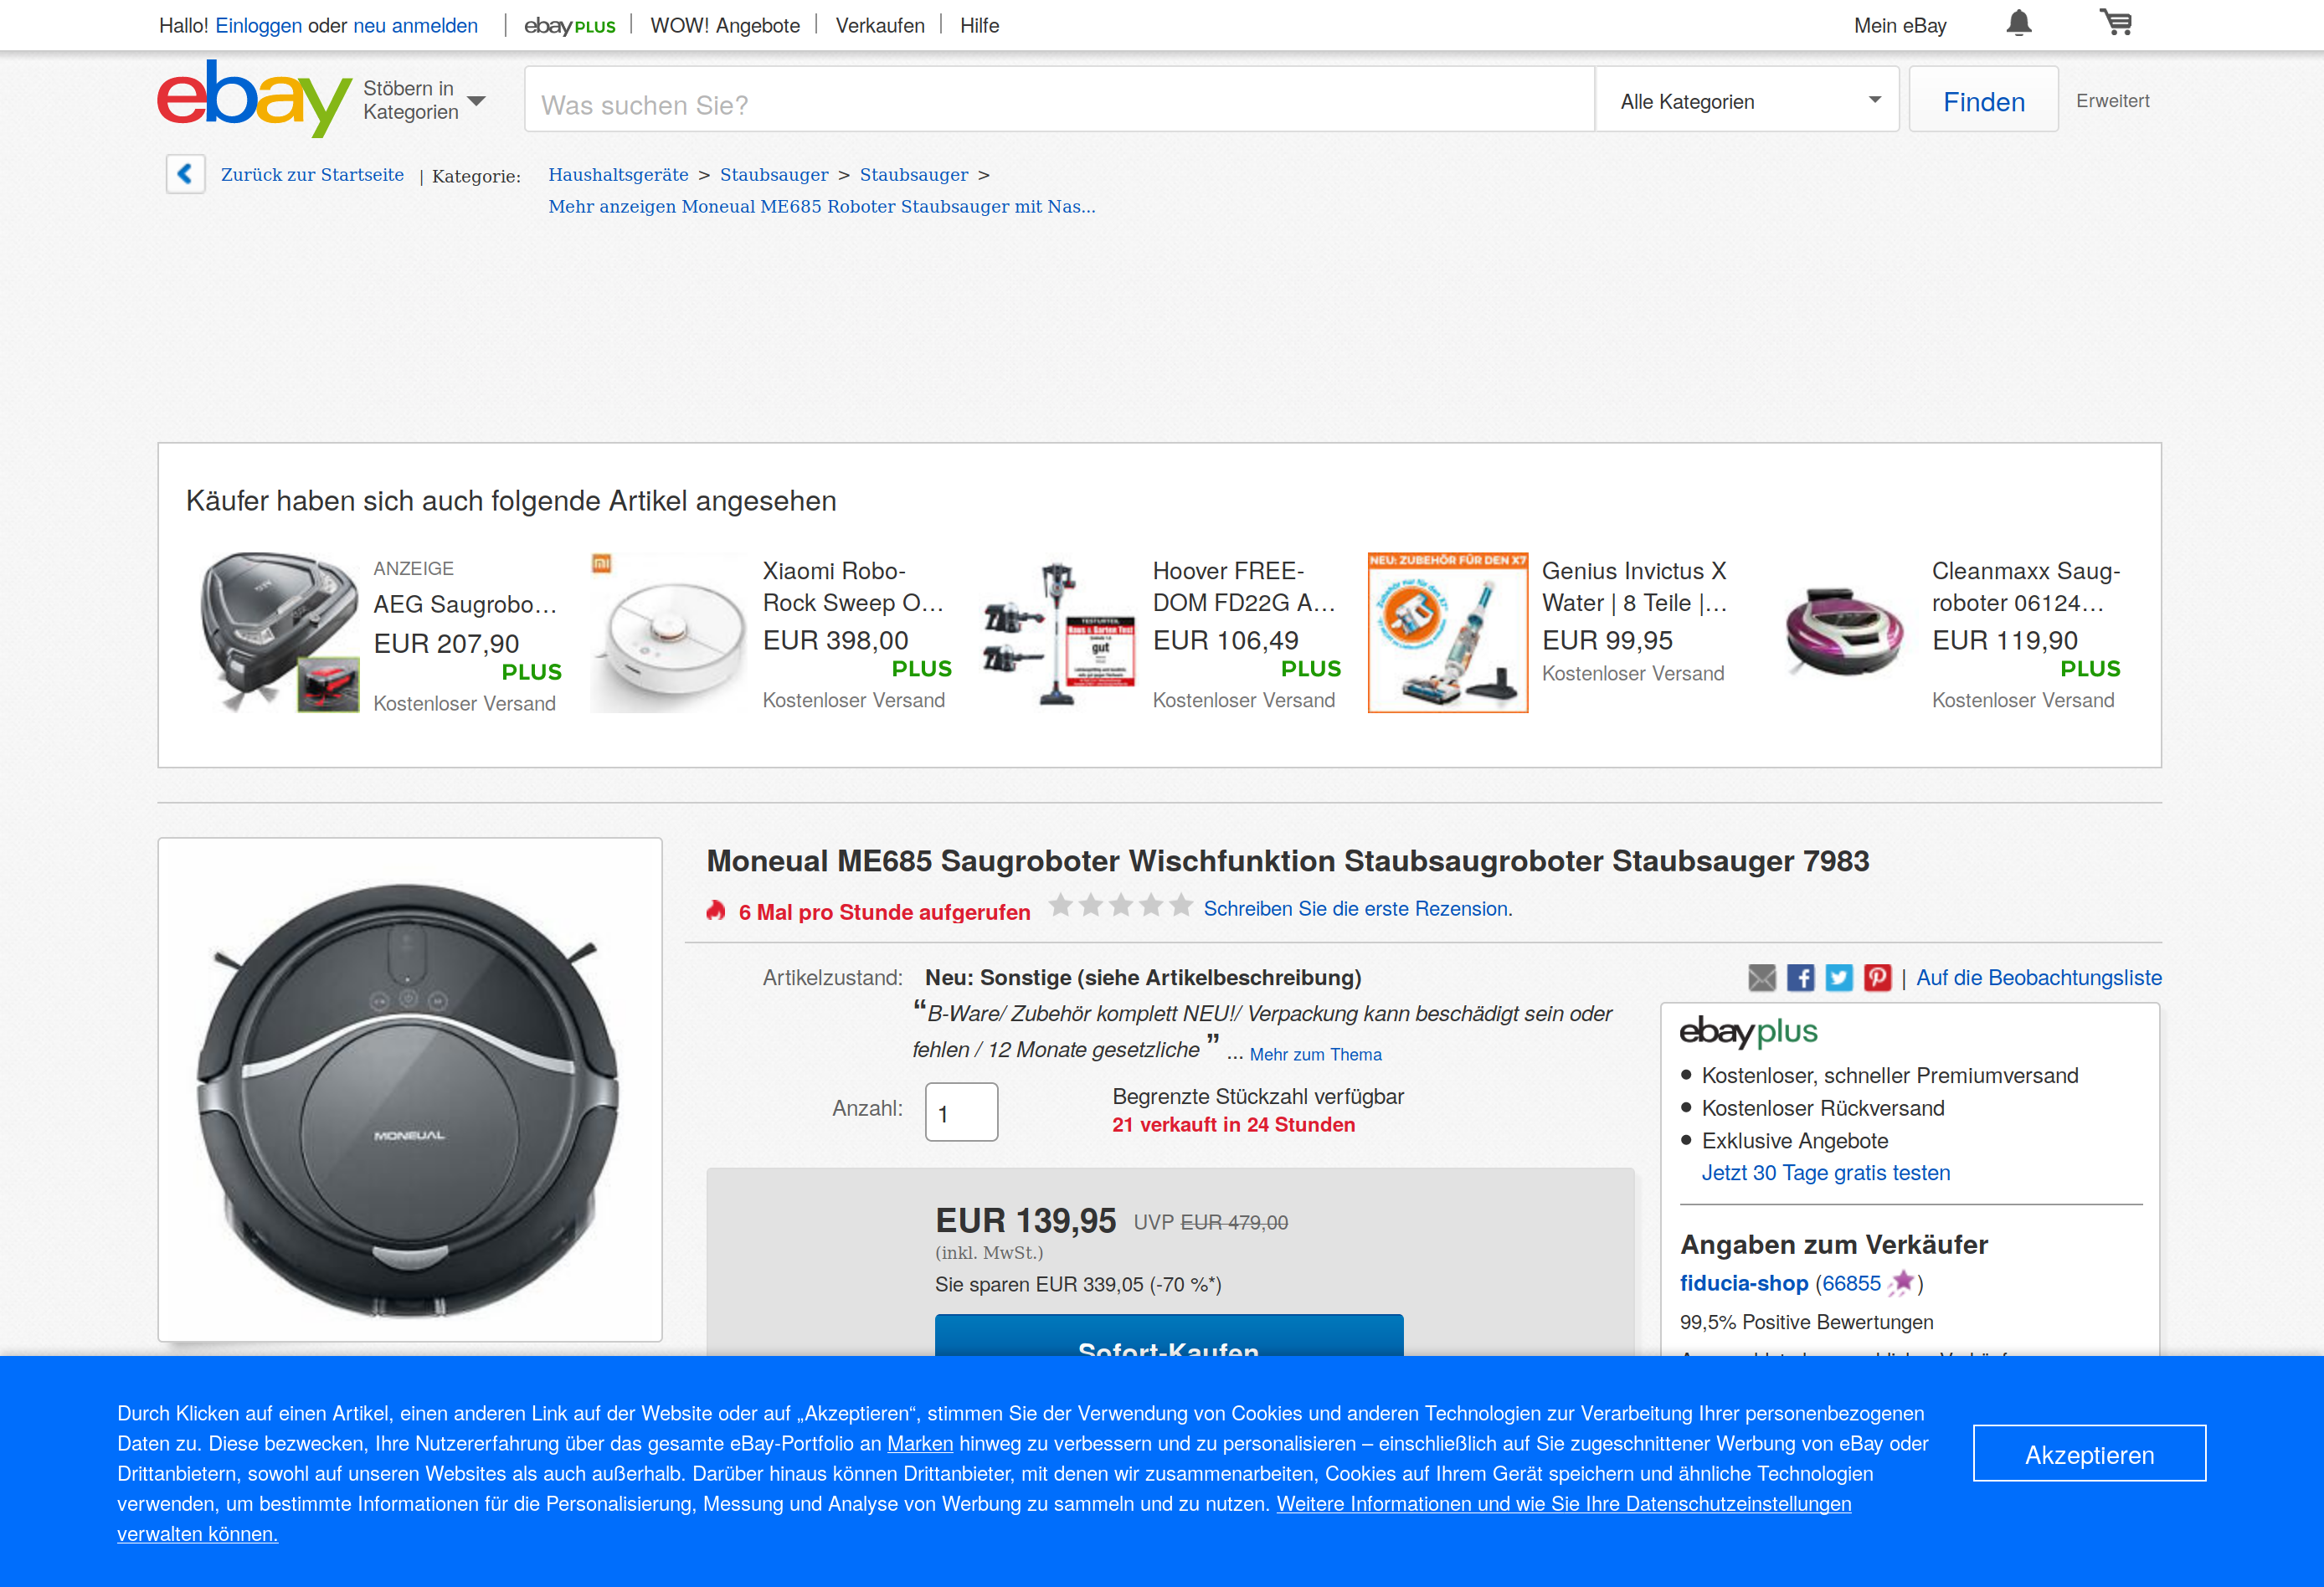 Hallo! Einloggen oder neu anmelden
ebay PLUS
WOW! Angebote
Verkaufen
Hilfe
Mein eBay
ebay
Stöbern in
Kategorien
Was suchen Sie?
Alle Kategorien
Finden
Erweitert
Zurück zur Startseite | Kategorie: Haushaltsgeräte > Staubsauger > Staubsauger >
Mehr anzeigen Moneual ME685 Roboter Staubsauger mit Nas...
Käufer haben sich auch folgende Artikel angesehen
ANZEIGE
AEG Saugrobo…
EUR 207,90
PLUS
Kostenloser Versand
Xiaomi Robo-
Rock Sweep O…
EUR 398,00
PLUS
Kostenloser Versand
Haus & Garten Test
gut
Hoover FREE-
DOM FD22G A…
EUR 106,49
PLUS
Kostenloser Versand
NEU: ZUBEHÖR FÜR DEN X7
Genius Invictus X
Water | 8 Teile |…
EUR 99,95
Kostenloser Versand
Cleanmaxx Saug-
roboter 06124…
EUR 119,90
PLUS
Kostenloser Versand
MONEUAL
Moneual ME685 Saugroboter Wischfunktion Staubsaugroboter Staubsauger 7983
6 Mal pro Stunde aufgerufen
Schreiben Sie die erste Rezension.
Artikelzustand: Neu: Sonstige (siehe Artikelbeschreibung)
“B-Ware/ Zubehör komplett NEU!/ Verpackung kann beschädigt sein oder
fehlen / 12 Monate gesetzliche ” ... Mehr zum Thema
Anzahl: 1
Begrenzte Stückzahl verfügbar
21 verkauft in 24 Stunden
EUR 139,95 UVP EUR 479,00
(inkl. MwSt.)
Sie sparen EUR 339,05 (-70 %*)
Sofort-Kaufen
| Auf die Beobachtungsliste
ebayplus
Kostenloser, schneller Premiumversand
Kostenloser Rückversand
Exklusive Angebote
Jetzt 30 Tage gratis testen
Angaben zum Verkäufer
fiducia-shop (66855 )
99,5% Positive Bewertungen
Durch Klicken auf einen Artikel, einen anderen Link auf der Website oder auf „Akzeptieren“, stimmen Sie der Verwendung von Cookies und anderen Technologien zur Verarbeitung Ihrer personenbezogenen
Daten zu. Diese bezwecken, Ihre Nutzererfahrung über das gesamte eBay-Portfolio an Marken hinweg zu verbessern und zu personalisieren – einschließlich auf Sie zugeschnittener Werbung von eBay oder
Drittanbietern, sowohl auf unseren Websites als auch außerhalb. Darüber hinaus können Drittanbieter, mit denen wir zusammenarbeiten, Cookies auf Ihrem Gerät speichern und ähnliche Technologien
verwenden, um bestimmte Informationen für die Personalisierung, Messung und Analyse von Werbung zu sammeln und zu nutzen. Weitere Informationen und wie Sie Ihre Datenschutzeinstellungen
verwalten können.
Akzeptieren